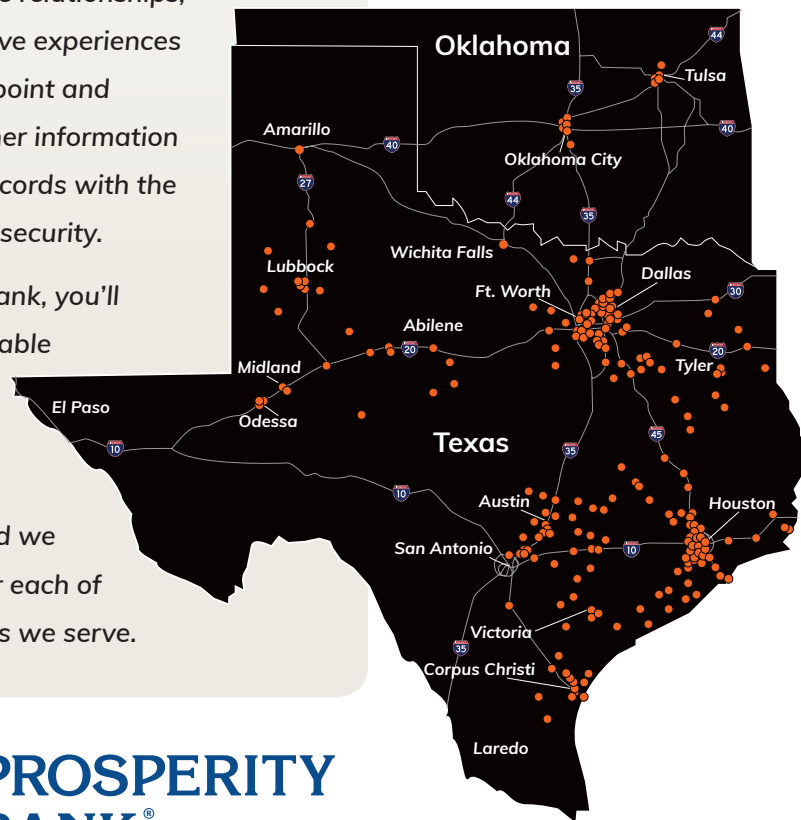 relationships,
ve experiences
point and
er information
cords with the
security.
ank, you'll
able
d we
r each of
s we serve.
Oklahoma
44
Tulsa
35
40
Oklahoma City
Amarillo
40
27
44
35
Wichita Falls
Lubbock
Ft. Worth
Dallas
30
Abilene
20
20
Tyler
Midland
Odessa
El Paso
10
Texas
35
45
10
Austin
Houston
San Antonio
10
Victoria
35
Corpus Christi
Laredo
PROSPERITY
BANK®